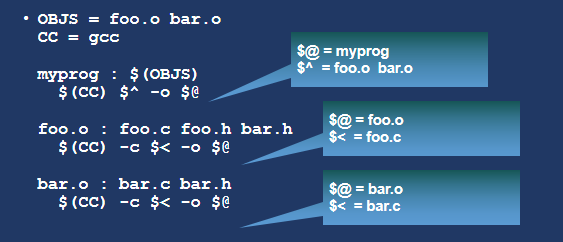 • OBJS = foo.o bar.o
CC = gcc
myprog : $(OBJS)
$(CC) $^ -o $@
$@ = myprog
$^ = foo.o bar.o
foo.o : foo.c foo.h bar.h
$(CC) -c $< -o $@
$@ = foo.o
$< = foo.c
bar.o : bar.c bar.h
$(CC) -c $< -o $@
$@ = bar.o
$< = bar.c